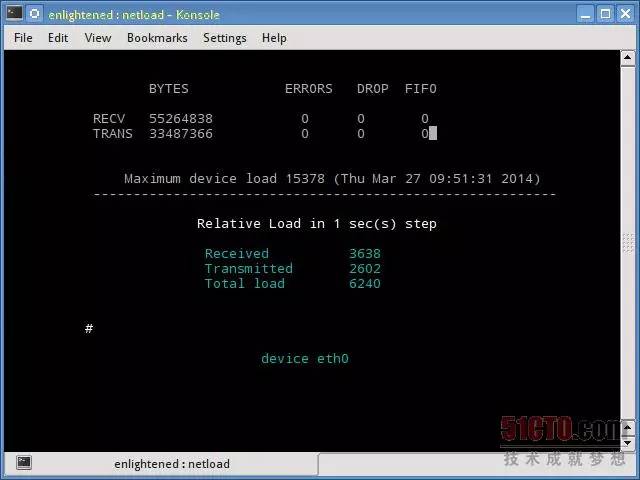 enlightened : netload - Konsole
File Edit View Bookmarks Settings Help
BYTES ERRORS DROP FIFO
RECV 55264838 0 0 0
TRANS 33487366 0 0 0
Maximum device load 15378 (Thu Mar 27 09:51:31 2014)
----------------------------------------------------------
Relative Load in 1 sec(s) step
Received 3638
Transmitted 2602
Total load 6240
#
device eth0
51CTO.com
技术成就梦想
enlightened : netload